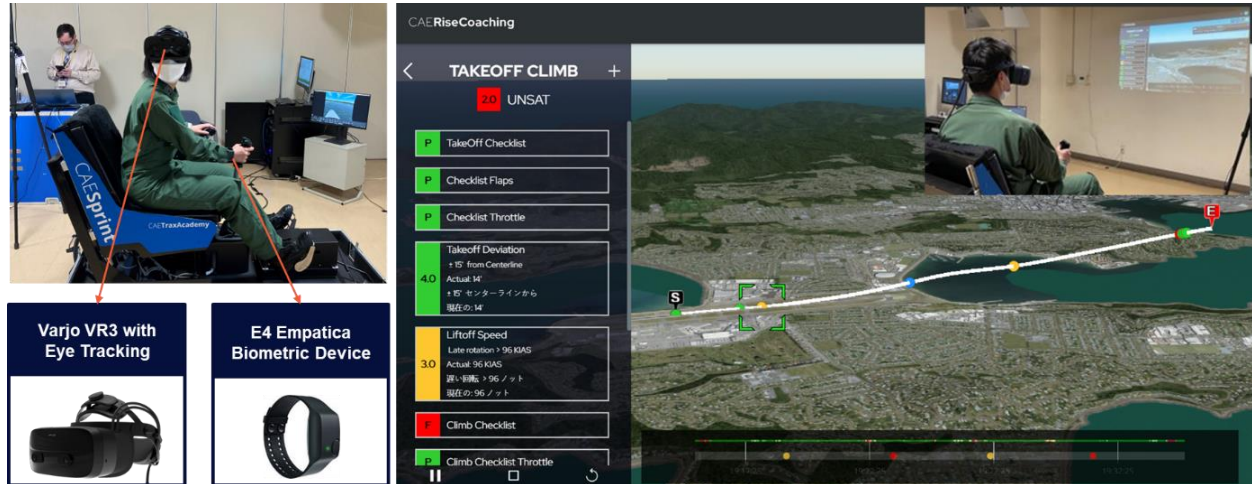 CAESprint
CAETraxAcademy
Varjo VR3 with
Eye Tracking
E4 Empatica
Biometric Device
CAERiseCoaching
TAKEOFF CLIMB
2.0 UNSAT
P TakeOff Checklist
P Checklist Flaps
P Checklist Throttle
4.0
Takeoff Deviation
±15' from Centerline
Actual: 14'
±15' センターラインから
現在の: 14'
3.0
Liftoff Speed
Late rotation > 96 KIAS
Actual: 96 KIAS
遅い回転 > 96 ノット
現在の: 96 ノット
F Climb Checklist
P Climb Checklist Throttle
S
E